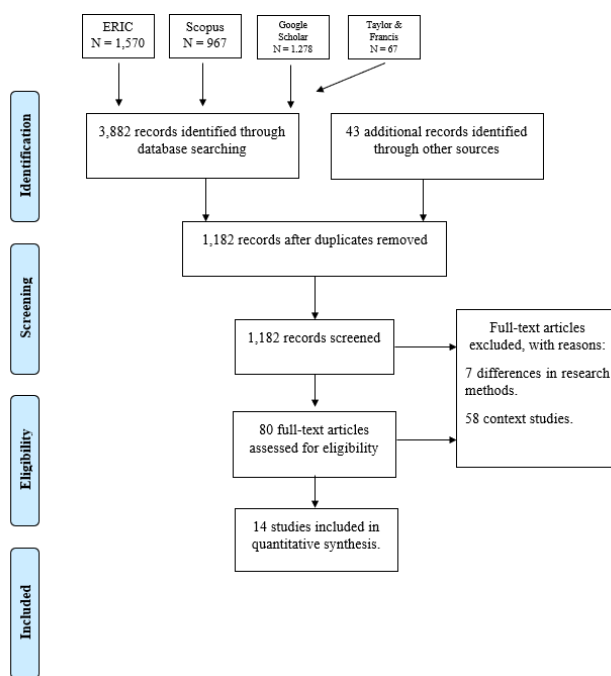 ERIC
N = 1,570
Scopus
N = 967
Google
Scholar
N = 1.278
Taylor &
Francis
N = 67
Identification
3,882 records identified through
database searching
43 additional records identified
through other sources
1,182 records after duplicates removed
Screening
1,182 records screened
Full-text articles
excluded, with reasons:
7 differences in research
methods.
58 context studies.
Eligibility
80 full-text articles
assessed for eligibility
14 studies included in
quantitative synthesis.
Included